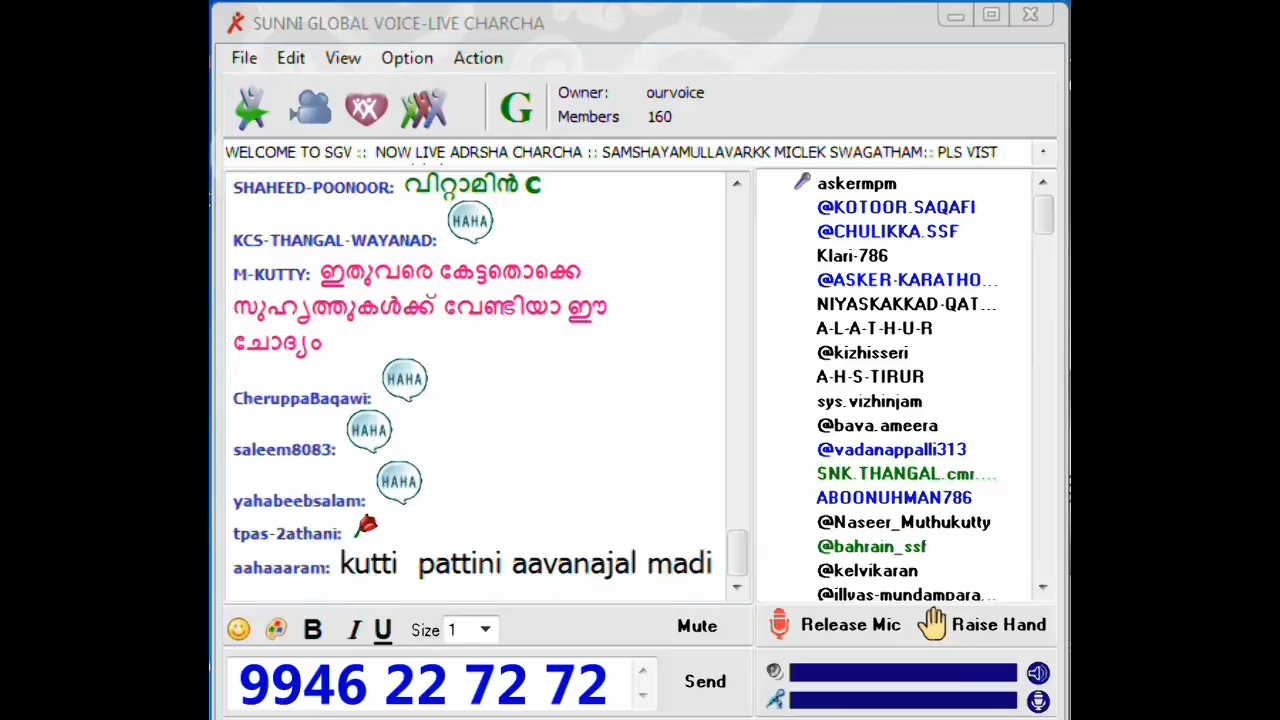 SUNNI GLOBAL VOICE-LIVE CHARCHA
File Edit View Option Action
G
Owner: ourvoice
Members 160
WELCOME TO SGV :: NOW LIVE ADRSHA CHARCHA :: SAMSHAYAMULLAVARKK MICLEK SWAGATHAM:: PLS VIST
SHAHEED-POONOOR: വിറ്റാമിൻ C
HAHA
KCS-THANGAL-WAYANAD:
M-KUTTY: ഇതുവരെ കേട്ടതൊക്കെ
സുഹൃത്തുകൾക്ക് വേണ്ടിയാ ഈ
ചോദ്യം
HAHA
CheruppaBaqawi:
HAHA
saleem8083:
HAHA
yahabeebsalam:
tpas-2athani:
aahaaaram: kutti pattini aavanajal madi
askermpm
@KOTOOR.SAQAFI
@CHULIKKA.SSF
Klari-786
@ASKER-KARATHO...
NIYASKAKKAD-QAT...
A-L-A-T-H-U-R
@kizhisseri
A-H-S-TIRUR
sys.vizhinjam
@bava.ameera
@vadanappalli313
SNK.THANGAL.cmr....
ABOONUHMAN786
@Naseer_Muthukutty
@bahrain_ssf
@kelvikaran
@illyas-mundampara...
B I U Size 1 Mute
Release Mic Raise Hand
9946 22 72 72 Send